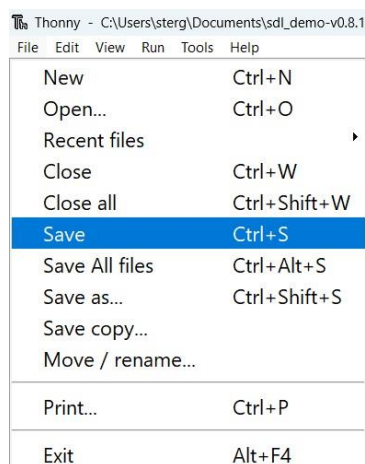 Thonny - C:\Users\sterg\Documents\sdl_demo-v0.8.1
File Edit View Run Tools Help
New Ctrl+N
Open... Ctrl+O
Recent files
Close Ctrl+W
Close all Ctrl+Shift+W
Save Ctrl+S
Save All files Ctrl+Alt+S
Save as... Ctrl+Shift+S
Save copy...
Move / rename...
Print... Ctrl+P
Exit Alt+F4